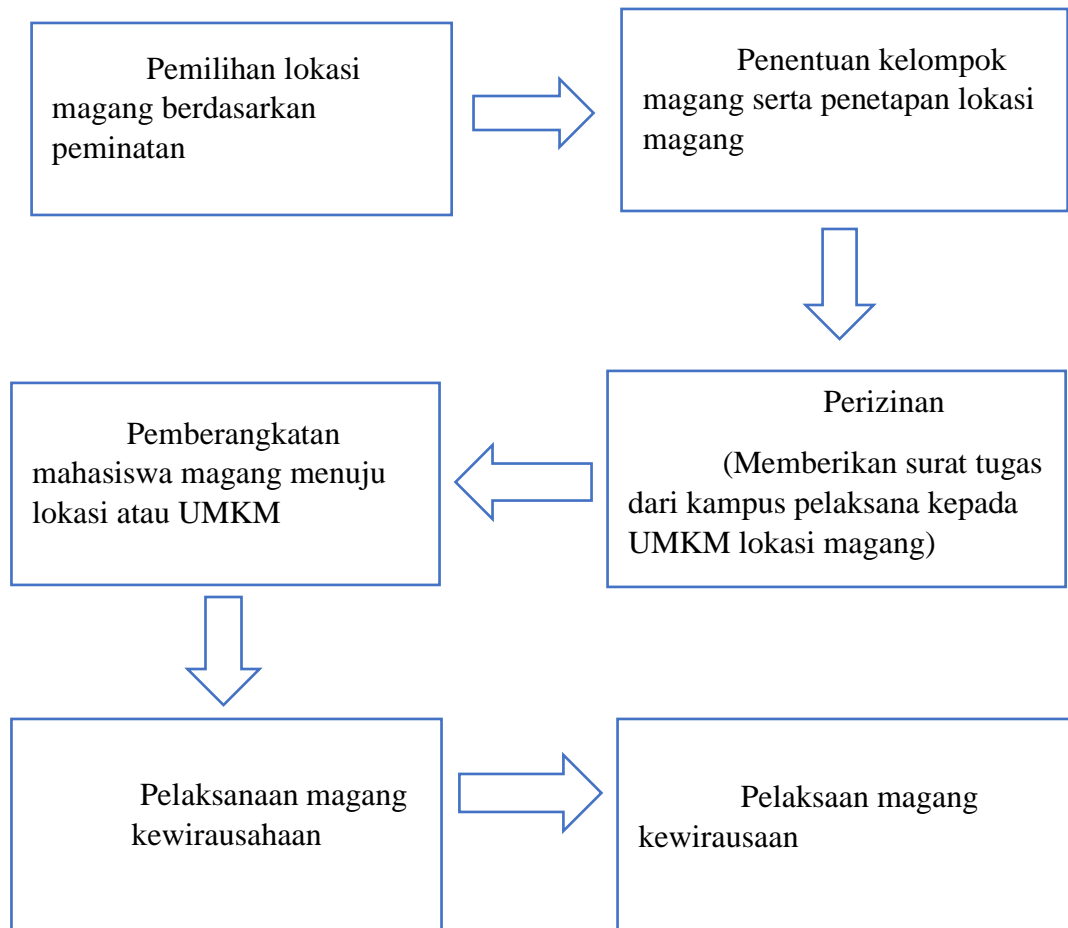 Pemilihan lokasi
magang berdasarkan
peminatan
Penentuan kelompok
magang serta penetapan lokasi
magang
Perizinan
(Memberikan surat tugas
dari kampus pelaksana kepada
UMKM lokasi magang)
Pemberangkatan
mahasiswa magang menuju
lokasi atau UMKM
Pelaksanaan magang
kewirausahaan
Pelaksaan magang
kewirausaan